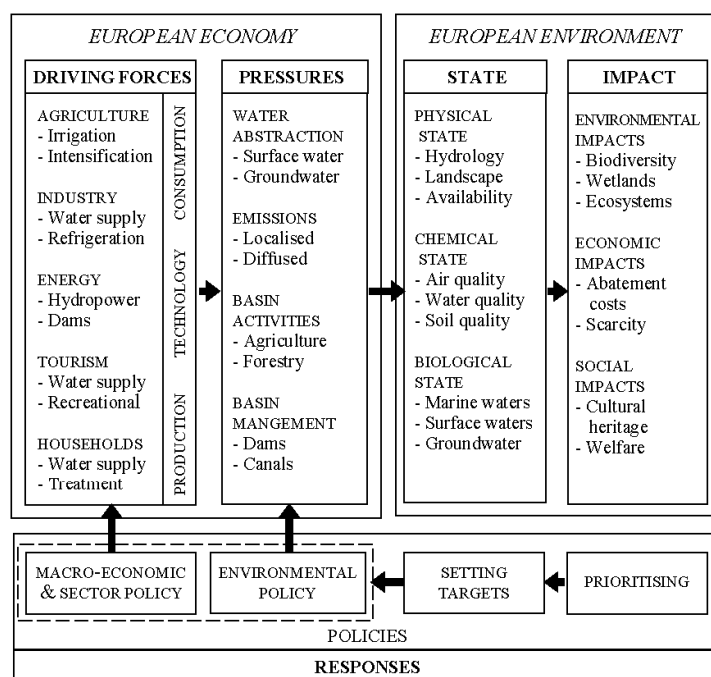 EUROPEAN ECONOMY
DRIVING FORCES
AGRICULTURE
- Irrigation
- Intensification
INDUSTRY
- Water supply
- Refrigeration
ENERGY
- Hydropower
- Dams
TOURISM
- Water supply
- Recreational
HOUSEHOLDS
- Water supply
- Treatment
CONSUMPTION
TECHNOLOGY
PRODUCTION
PRESSURES
WATER
ABSTRACTION
- Surface water
- Groundwater
EMISSIONS
- Localised
- Diffused
BASIN
ACTIVITIES
- Agriculture
- Forestry
BASIN
MANGEMENT
- Dams
- Canals
EUROPEAN ENVIRONMENT
STATE
PHYSICAL
STATE
- Hydrology
- Landscape
- Availability
CHEMICAL
STATE
- Air quality
- Water quality
- Soil quality
BIOLOGICAL
STATE
- Marine waters
- Surface waters
- Groundwater
IMPACT
ENVIRONMENTAL
IMPACTS
- Biodiversity
- Wetlands
- Ecosystems
ECONOMIC
IMPACTS
- Abatement
costs
- Scarcity
SOCIAL
IMPACTS
- Cultural
heritage
- Welfare
MACRO-ECONOMIC
& SECTOR POLICY
ENVIRONMENTAL
POLICY
SETTING
TARGETS
PRIORITISING
POLICIES
RESPONSES